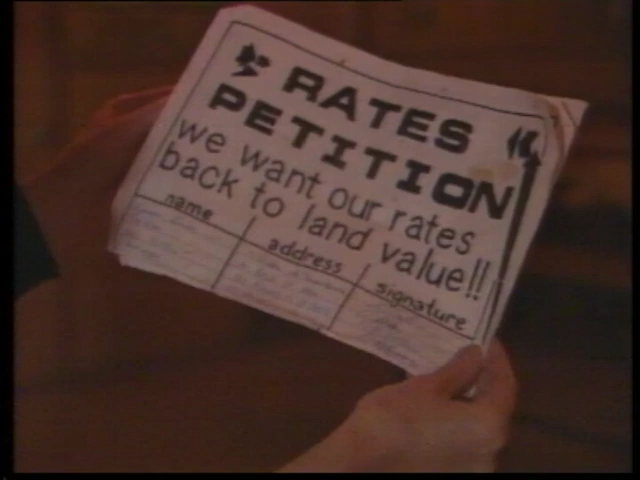 RATES
PETITION
we want our rates
back to land value!!
name address signature